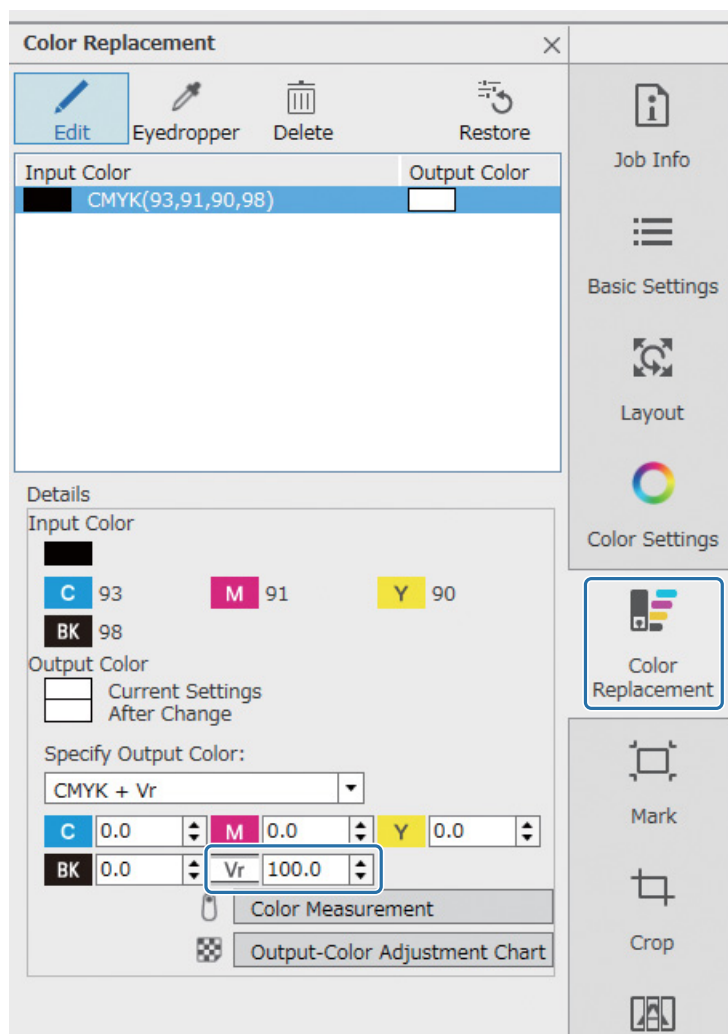 Color Replacement
Edit Eyedropper Delete Restore
Input Color Output Color
CMYK(93,91,90,98)
Details
Input Color
C 93 M 91 Y 90
BK 98
Output Color
Current Settings
After Change
Specify Output Color:
CMYK + Vr
C 0.0 M 0.0 Y 0.0
BK 0.0 Vr 100.0
Color Measurement
Output-Color Adjustment Chart
Job Info
Basic Settings
Layout
Color Settings
Color
Replacement
Mark
Crop